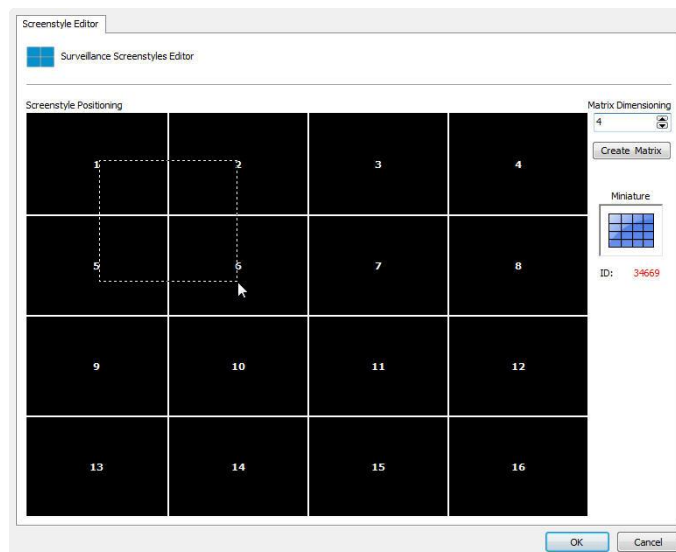 Screenstyle Editor
Surveillance Screenstyles Editor
Screenstyle Positioning
Matrix Dimensioning
4
Create Matrix
1 2 3 4
Miniature
5 6 7 8
ID: 34669
9 10 11 12
13 14 15 16
OK Cancel